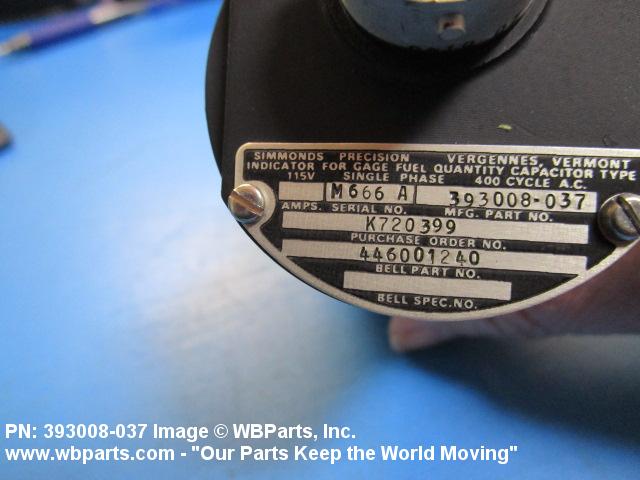 SIMMONDS PRECISION VERGENNES, VERMONT
INDICATOR FOR GAGE FUEL QUANTITY CAPACITOR TYPE
115V SINGLE PHASE 400 CYCLE A.C.
M666 A 393008-037
AMPS. SERIAL NO. MFG. PART NO.
K720399
PURCHASE ORDER NO.
446001240
BELL PART NO.
BELL SPEC.NO.
PN: 393008-037 Image © WBParts, Inc.
www.wbparts.com - "Our Parts Keep the World Moving"